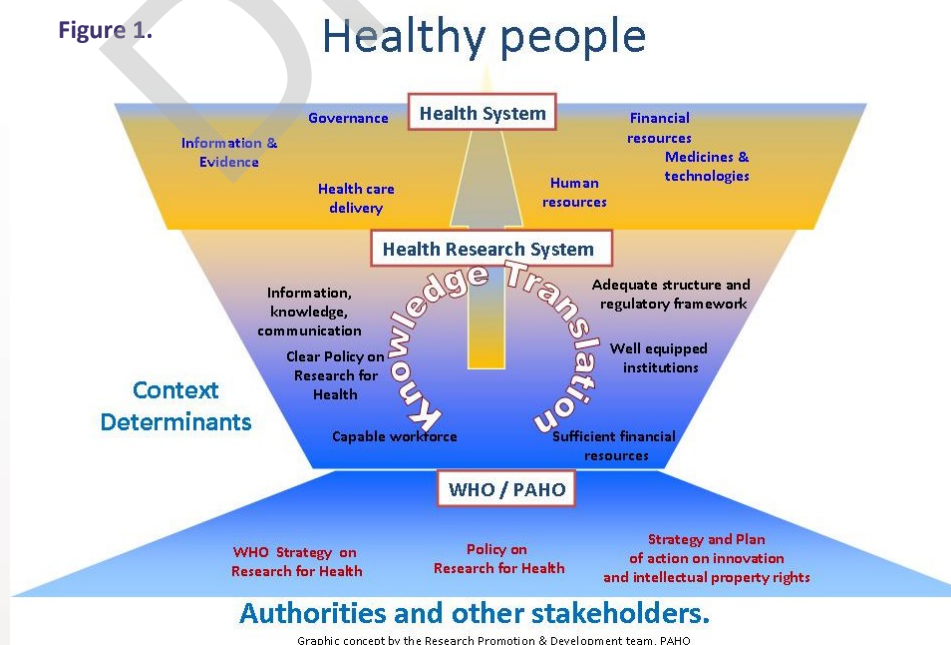 Figure 1.
Healthy people
Health System
Governance
Information &
Evidence
Health care
delivery
Financial
resources
Medicines &
technologies
Human
resources
Health Research System
Knowledge Translation
Information,
knowledge,
communication
Clear Policy on
Research for
Health
Capable workforce
Adequate structure and
regulatory framework
Well equipped
institutions
Sufficient financial
resources
Context
Determinants
WHO / PAHO
WHO Strategy on
Research for Health
Policy on
Research for Health
Strategy and Plan
of action on innovation
and intellectual property rights
Authorities and other stakeholders.
Graphic concept by the Research Promotion & Development team. PAHO